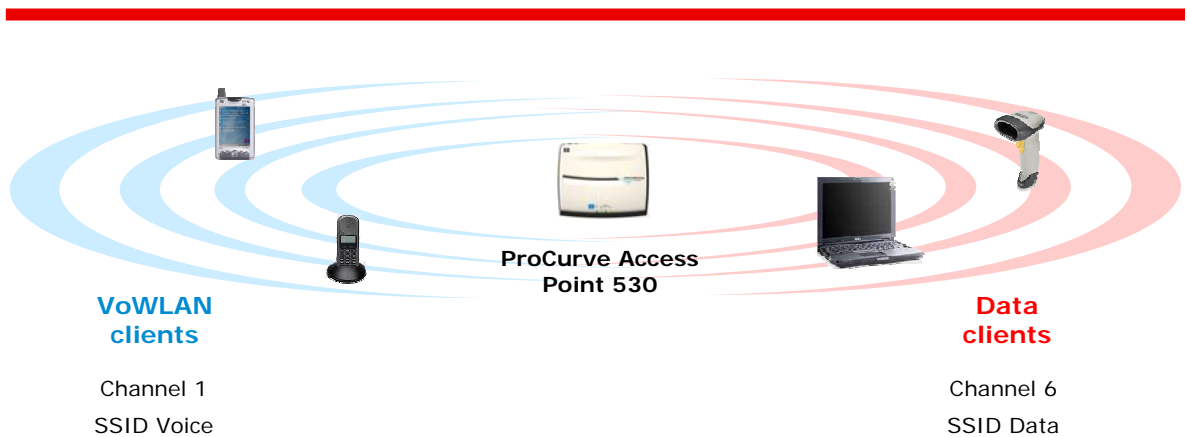 ProCurve Access
Point 530
VoWLAN
clients
Channel 1
SSID Voice
Data
clients
Channel 6
SSID Data